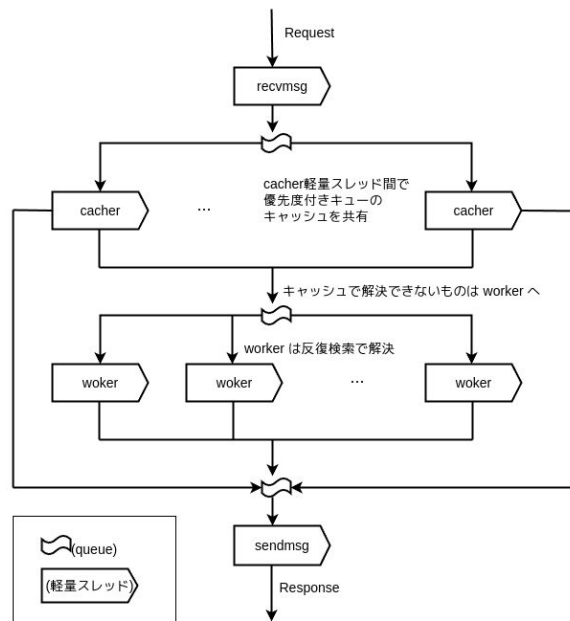 Request
recvmsg
cacher軽量スレッド間で
優先度付きキューの
キャッシュを共有
cacher
...
cacher
キャッシュで解決できないものは worker へ
worker は反復検索で解決
woker
woker
...
woker
sendmsg
(queue)
(軽量スレッド)
Response